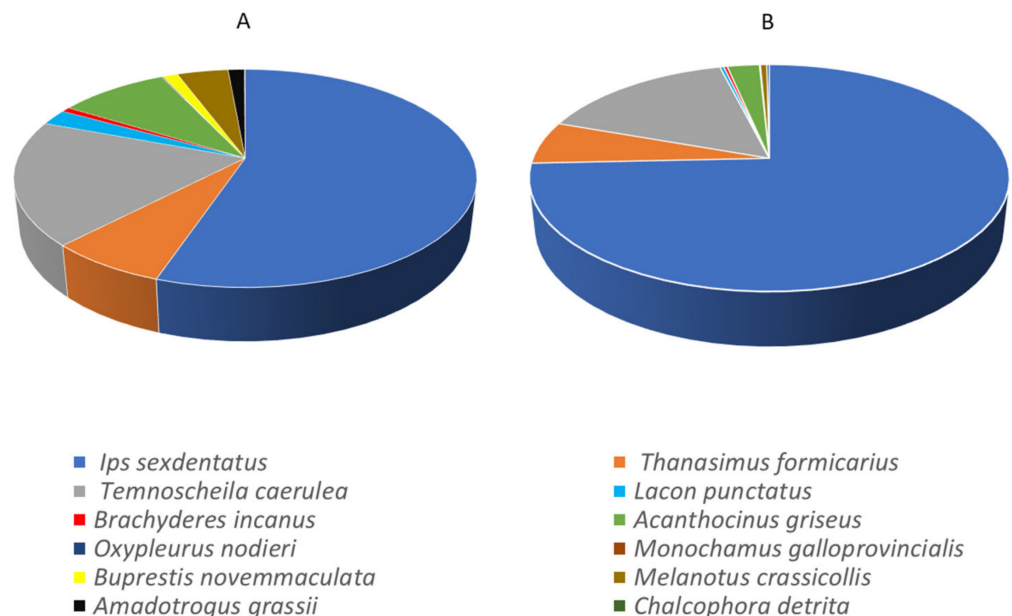 A B
Ips sexdentatus Thanasimus formicarius
Temnoscheila caerulea Lacon punctatus
Brachyderes incanus Acanthocinus griseus
Oxypleurus nodieri Monochamus galloprovincialis
Buprestis novemmaculata Melanotus crassicollis
Amadotrogus grassii Chalcophora detrita